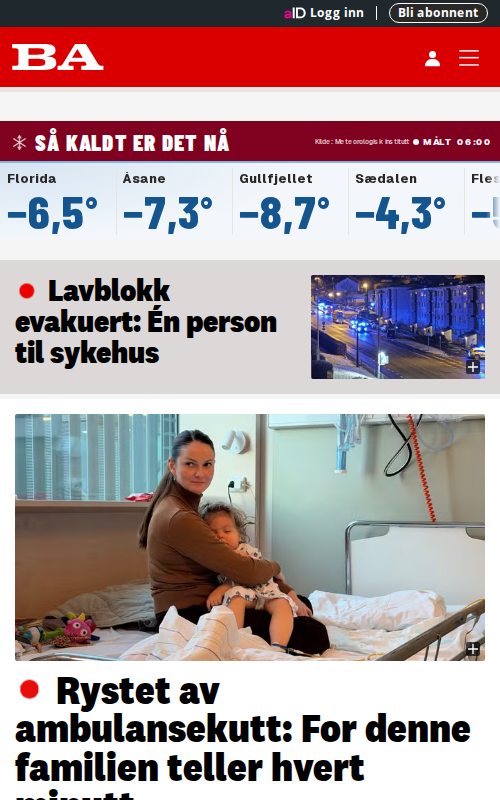 aID Logg inn
Bli abonnent
BA
SÅ KALDT ER DET NÅ
Kilde: Meteorologisk institutt
MÅLT 06:00
Florida
Åsane
Gullfjellet
Sædalen
–6,5°
–7,3°
–8,7°
–4,3°
Lavblokk
evakuert: Én person
til sykehus
Rystet av
ambulansekutt: For denne
familien teller hvert
minutt